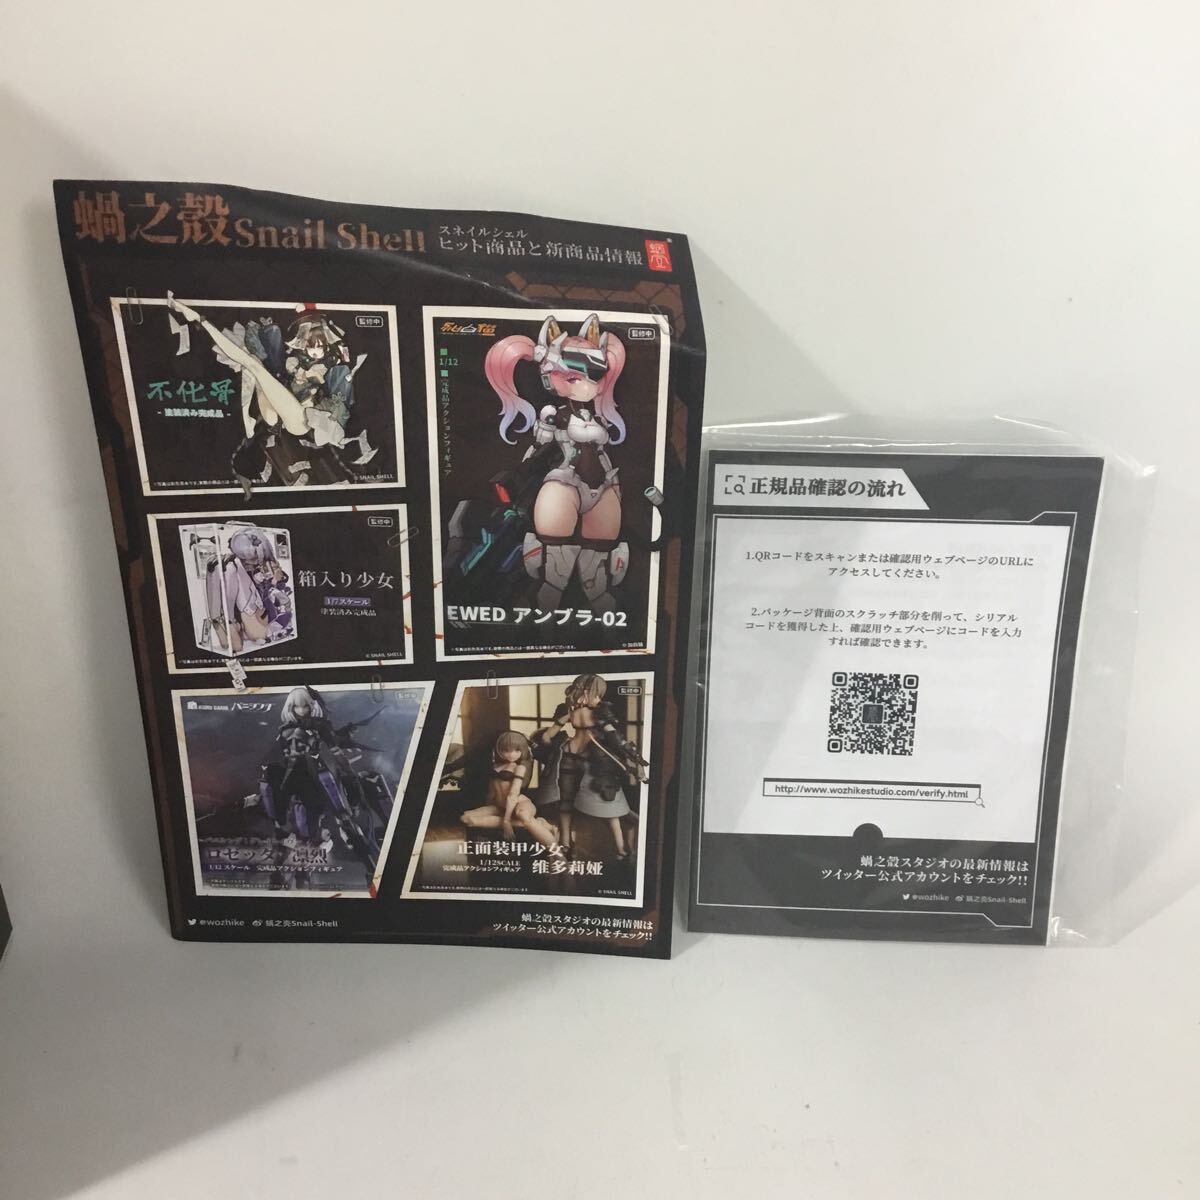 蝸之殼 Snail Shell
スネイルシェル
ヒット商品と新商品情報
監修中
不化骨
- 塗装済み完成品 -
© SNAIL SHELL
監修中
1/12
完成品アクションフィギュア
EWED アンブラ-02
監修中
箱入り少女
1/7スケール
塗装済み完成品
© SNAIL SHELL
KURO GAME
監修中
ロゼッタ・凛烈
1/12 スケール 完成品アクションフィギュア
監修中
正面装甲少女
1/12SCALE
完成品アクションフィギュア
维多莉娅
© SNAIL SHELL
@wozhike 蜗之壳Snail-Shell
蝸之殼スタジオの最新情報は
ツイッター公式アカウントをチェック!!
正規品確認の流れ
1.QRコードをスキャンまたは確認用ウェブページのURLに
アクセスしてください。
2.パッケージ背面のスクラッチ部分を削って、シリアル
コードを獲得した上、確認用ウェブページにコードを入力
すれば確認できます。
http://www.wozhikestudio.com/verify.html
蝸之殼スタジオの最新情報は
ツイッター公式アカウントをチェック!!
@wozhike 蜗之壳Snail-Shell